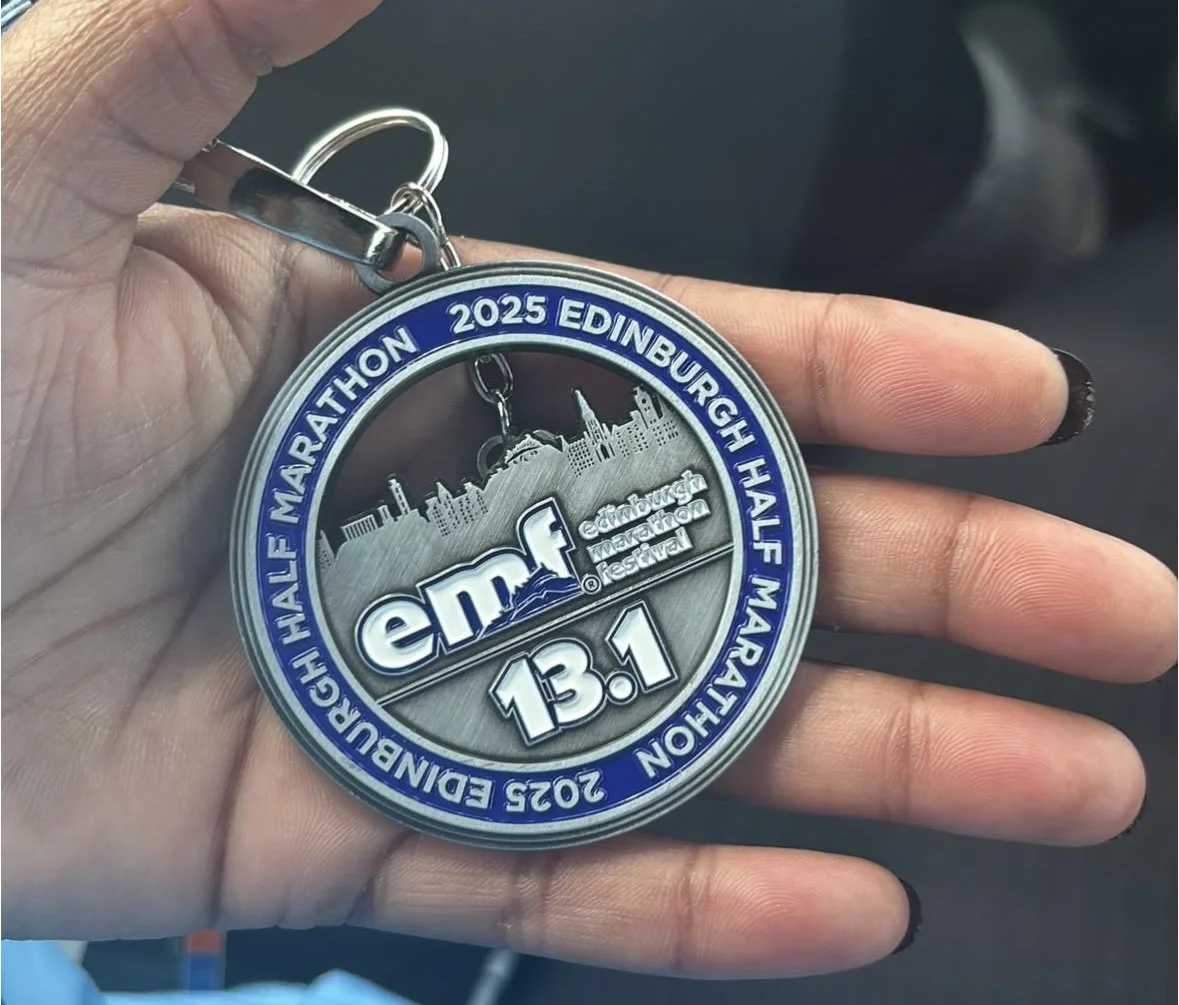 2025 EDINBURGH HALF MARATHON
2025 EDINBURGH HALF MARATHON
emf
edinburgh
marathon
festival
®
13.1